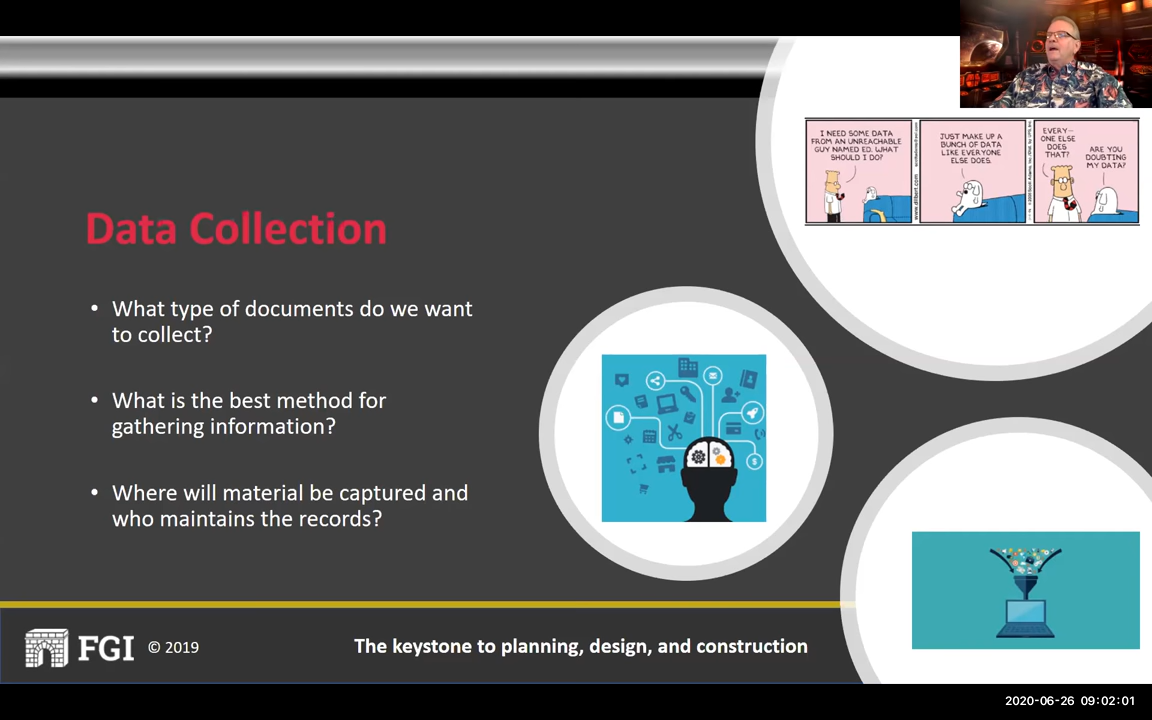 I NEED SOME DATA
FROM AN UNREACHABLE
GUY NAMED ED. WHAT
SHOULD I DO?
JUST MAKE UP A
BUNCH OF DATA
LIKE EVERYONE
ELSE DOES.
EVERY-
ONE ELSE
DOES
THAT?
ARE YOU
DOUBTING
MY DATA?
www.dilbert.com
Data Collection
• What type of documents do we want
to collect?
• What is the best method for
gathering information?
• Where will material be captured and
who maintains the records?
FGI © 2019
The keystone to planning, design, and construction
2020-06-26 09:02:01